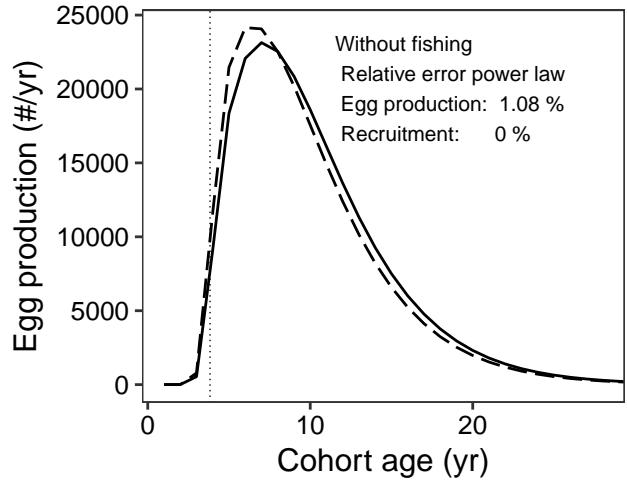 25000
20000
15000
10000
5000
0
Egg production (#/yr)
Without fishing
Relative error power law
Egg production: 1.08 %
Recruitment: 0 %
0 10 20
Cohort age (yr)